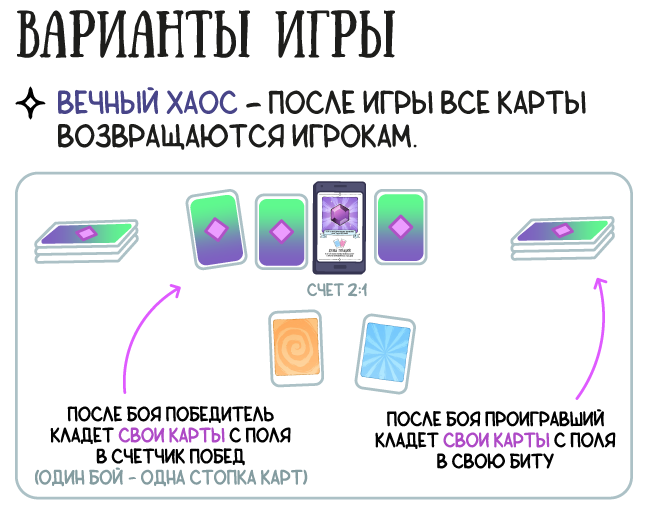 ВАРИАНТЫ ИГРЫ
ВЕЧНЫЙ ХАОС – ПОСЛЕ ИГРЫ ВСЕ КАРТЫ
ВОЗВРАЩАЮТСЯ ИГРОКАМ.
СЧЕТ 2:1
ПОСЛЕ БОЯ ПОБЕДИТЕЛЬ
КЛАДЕТ СВОИ КАРТЫ С ПОЛЯ
В СЧЕТЧИК ПОБЕД
(ОДИН БОЙ - ОДНА СТОПКА КАРТ)
ПОСЛЕ БОЯ ПРОИГРАВШИЙ
КЛАДЕТ СВОИ КАРТЫ С ПОЛЯ
В СВОЮ БИТУ